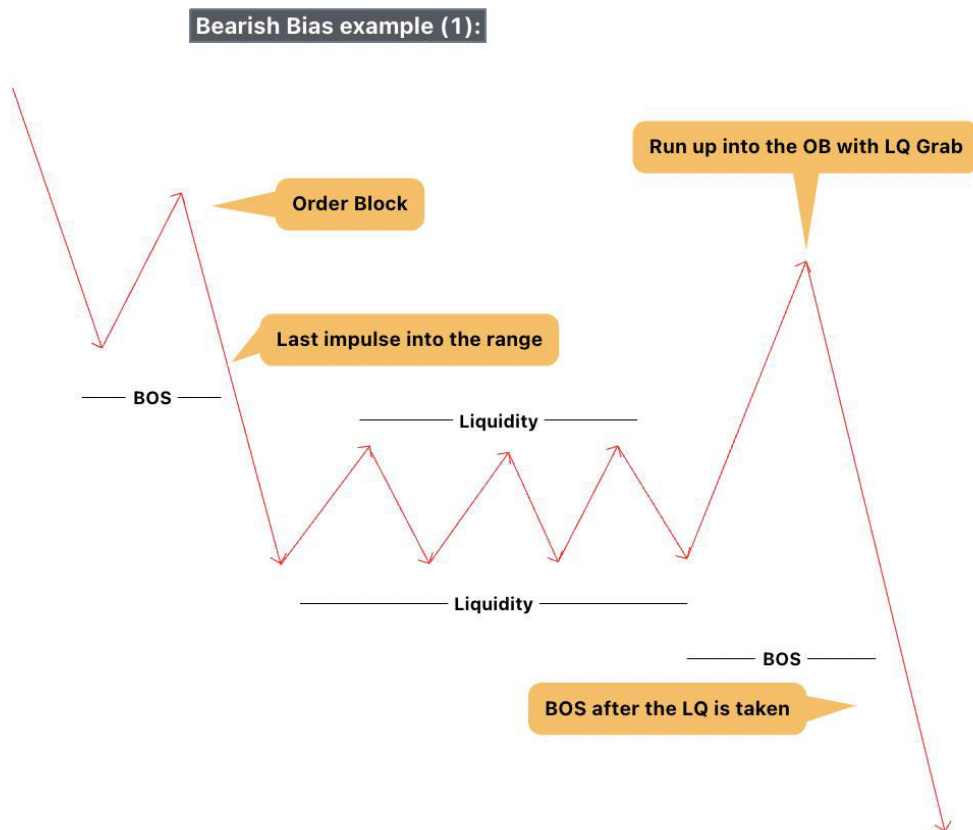 Bearish Bias example (1):
Run up into the OB with LQ Grab
Order Block
Last impulse into the range
BOS
Liquidity
Liquidity
BOS
BOS after the LQ is taken